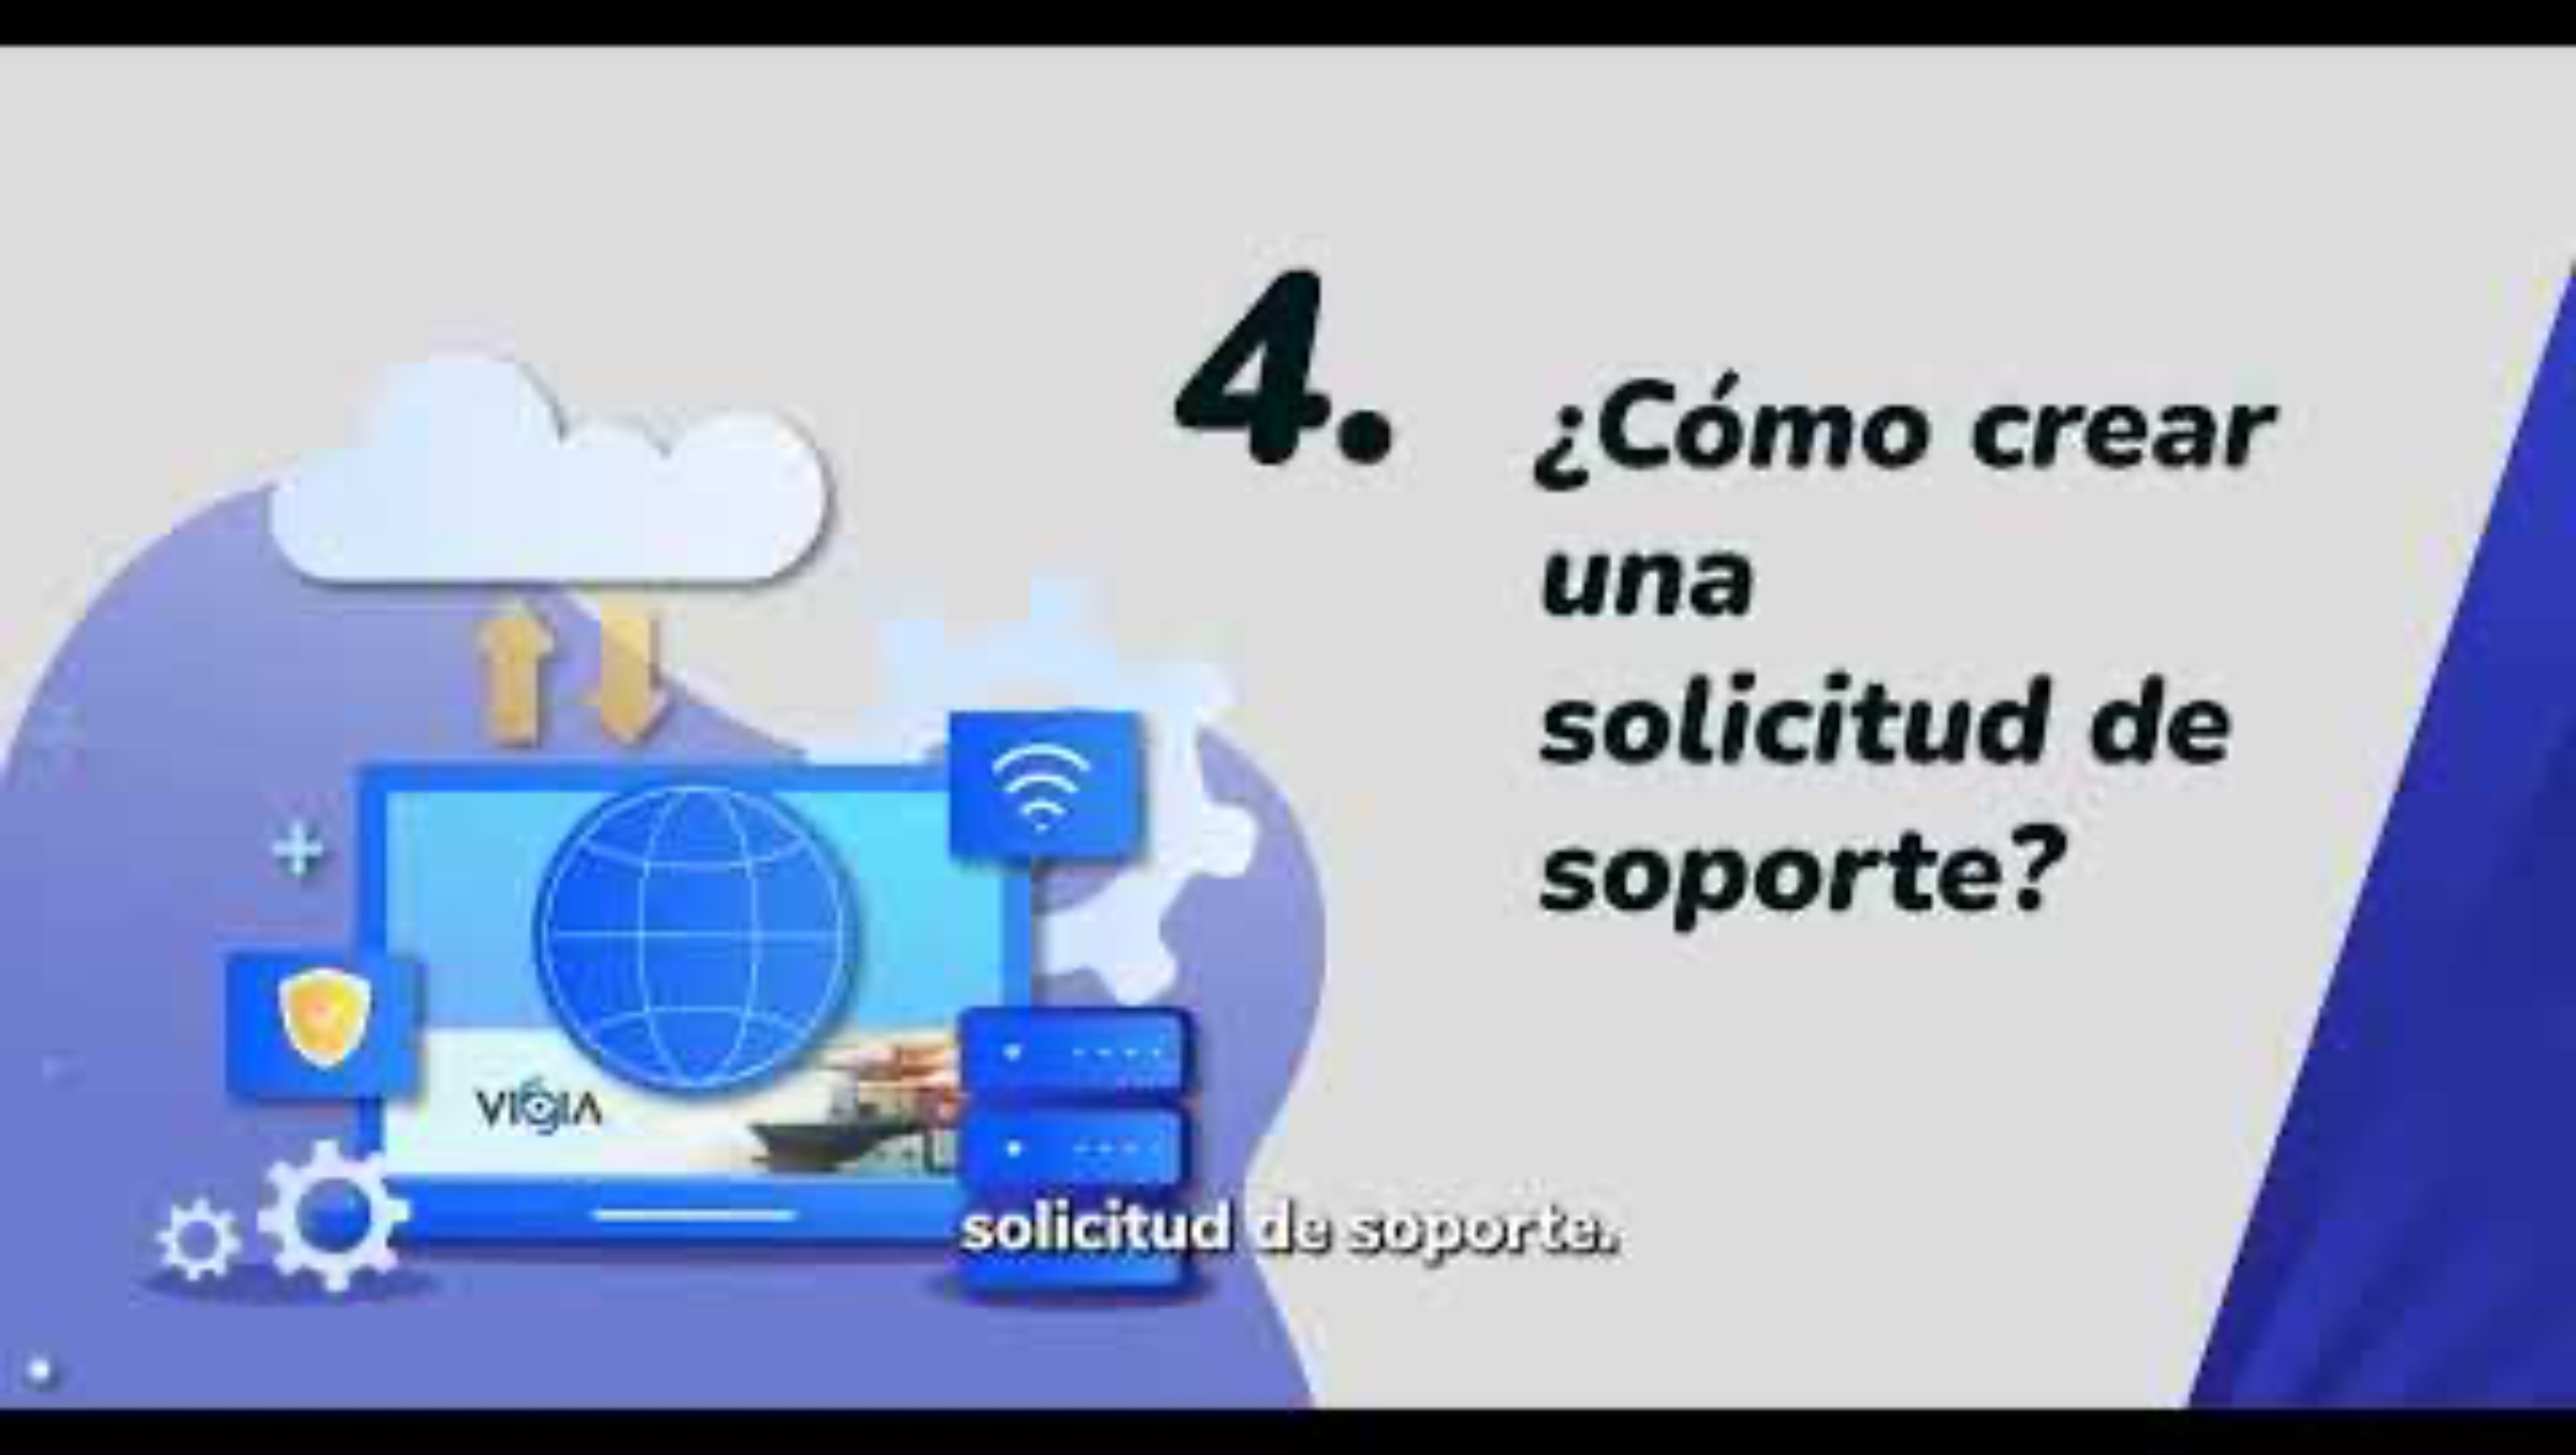 4.
¿Cómo crear
una
solicitud de
soporte?
VIGIA
solicitud de soporte.